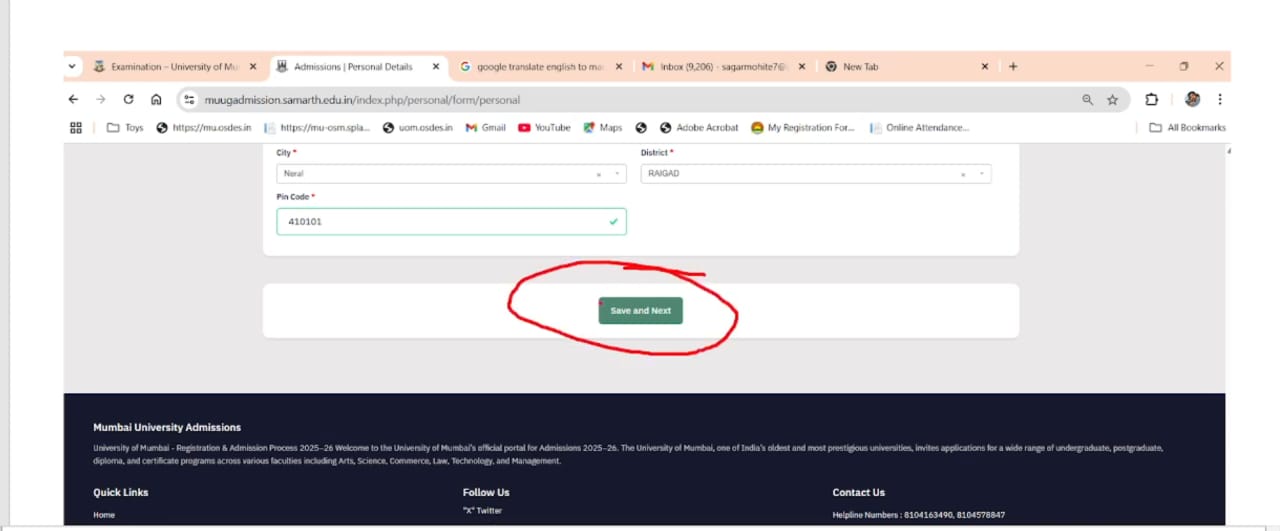 Examination – University of Mu
Admissions | Personal Details
google translate english to mar
Inbox (9,206) - sagarmohite7@
New Tab
muugadmission.samarth.edu.in/index.php/personal/form/personal
Toys
https://mu.osdes.in
https://mu-osm.spla...
uom.osdes.in
Gmail
YouTube
Maps
Adobe Acrobat
My Registration For...
Online Attendance...
All Bookmarks
City *
District *
Neral
RAIGAD
Pin Code *
410101
Save and Next
Mumbai University Admissions
University of Mumbai - Registration & Admission Process 2025–26 Welcome to the University of Mumbai's official portal for Admissions 2025–26. The University of Mumbai, one of India's oldest and most prestigious universities, invites applications for a wide range of undergraduate, postgraduate,
diploma, and certificate programs across various faculties including Arts, Science, Commerce, Law, Technology, and Management.
Quick Links
Follow Us
Contact Us
Home
"X" Twitter
Helpline Numbers : 8104163490, 8104578847